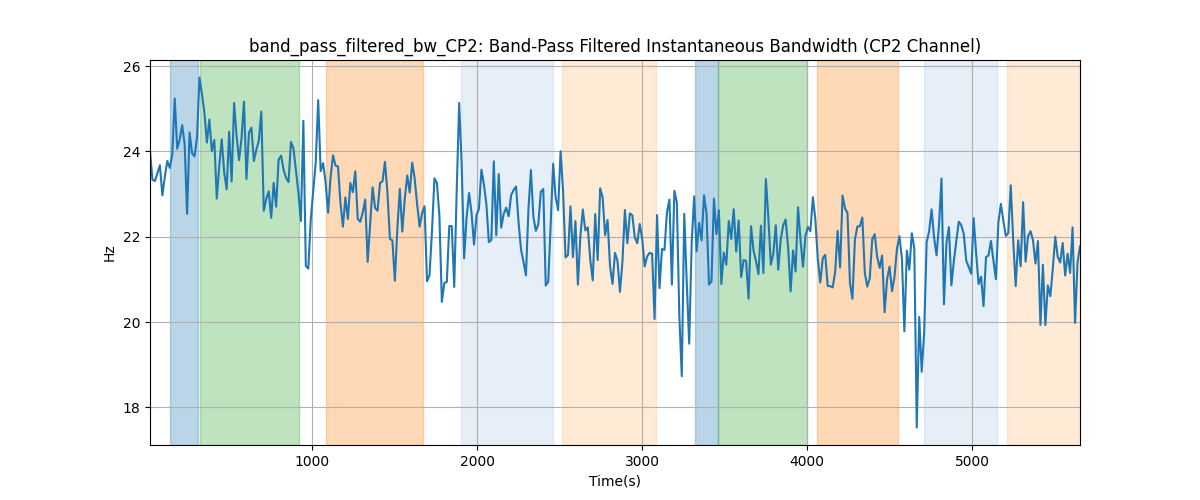 band_pass_filtered_bw_CP2: Band-Pass Filtered Instantaneous Bandwidth (CP2 Channel)
26
24
22
20
18
Hz
1000 2000 3000 4000 5000
Time(s)